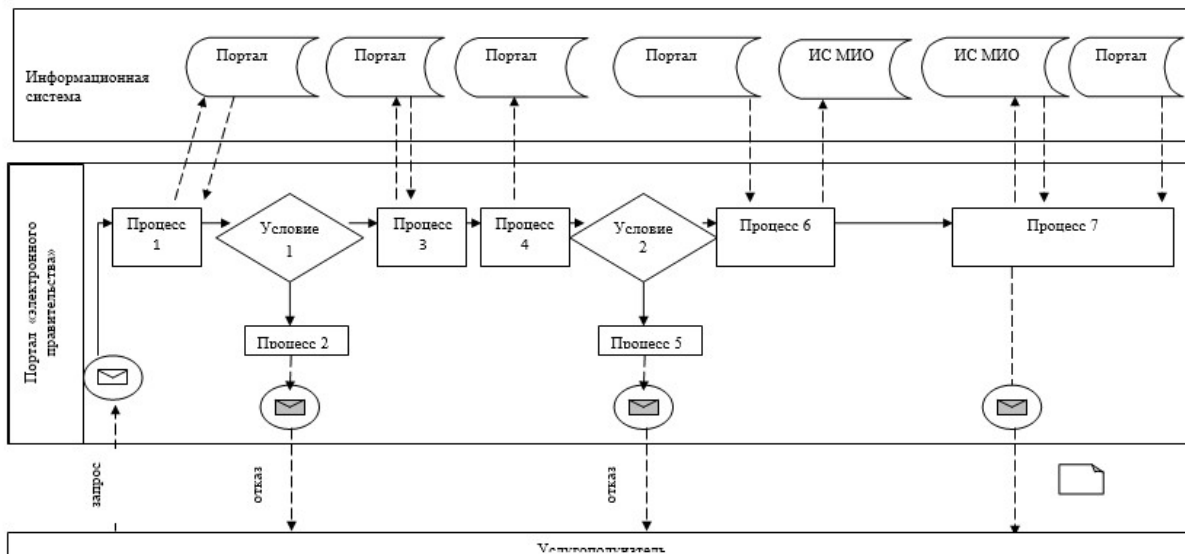 Портал
Портал
Портал
Портал
ИС МИО
ИС МИО
Портал
Информационная
система
Портал «электронного
правительства»
Процесс
1
Условие
1
Процесс
3
Процесс
4
Условие
2
Процесс 6
Процесс 7
Процесс 2
Процесс 5
запрос
отказ
отказ
Услугополучатель